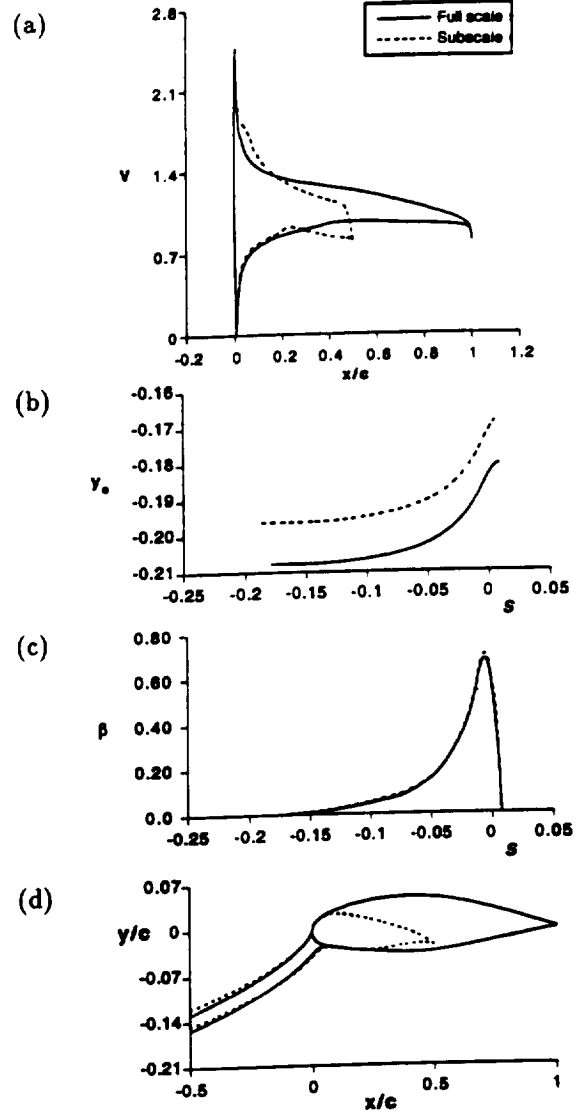 (a)
Full scale
Subscale
2.8
2.1
1.4
0.7
0
V
-0.2 0 0.2 0.4 0.6 0.8 1 1.2
x/c
(b)
-0.16
-0.17
-0.18
-0.19
-0.20
-0.21
yₒ
-0.25 -0.2 -0.15 -0.1 -0.05 0 0.05
S
(c)
0.80
0.60
0.40
0.20
0.0
β
-0.25 -0.2 -0.15 -0.1 -0.05 0 0.05
S
(d)
0.07
0
-0.07
-0.14
-0.21
y/c
-0.5 0 0.5 1
x/c